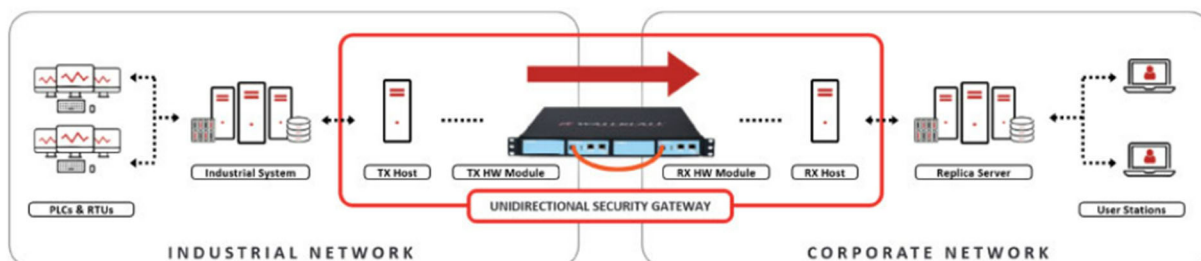 Industrial System
TX Host
TX HW Module
RX HW Module
RX Host
Replica Server
PLCs & RTUs
UNIDIRECTIONAL SECURITY GATEWAY
User Stations
INDUSTRIAL NETWORK
CORPORATE NETWORK